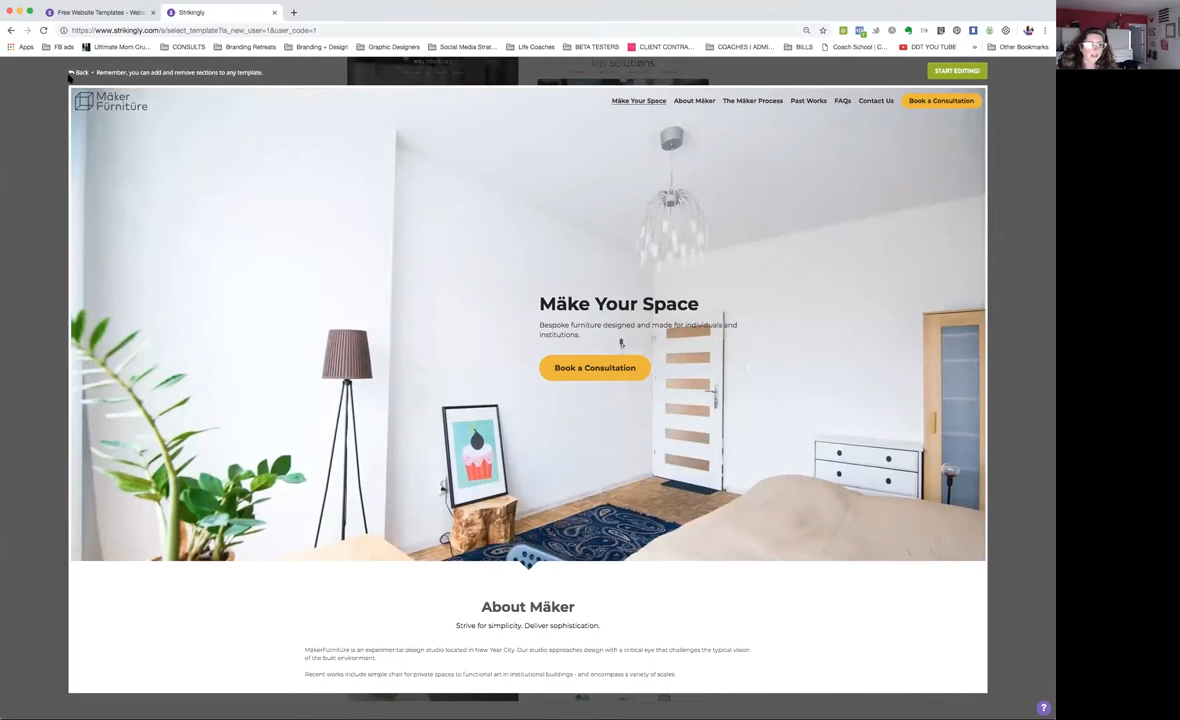 Free Website Templates - Webs
Strikingly
https://www.strikingly.com/s/select_template?is_new_user=1&user_code=1
Apps
FB ads
Ultimate Mom Cru...
CONSULTS
Branding Retreats
Branding + Design
Graphic Designers
Social Media Strat...
Life Coaches
BETA TESTERS
CLIENT CONTRA...
COACHES I ADMI...
BILLS
Coach School | C...
DDT YOU TUBE
»
Other Bookmarks
kip solutions
Back • Remember, you can add and remove sections to any template.
START EDITING!
Mäker
Fürnitüre
Mäke Your Space
About Mäker
The Mäker Process
Past Works
FAQs
Contact Us
Book a Consultation
Mäke Your Space
Bespoke furniture designed and made for individuals and
institutions.
Book a Consultation
About Mäker
Strive for simplicity. Deliver sophistication.
MäkerFürnitüre is an experimental design studio located in New Year City. Our studio approaches design with a critical eye that challenges the typical vision
of the built environment.
Recent works include simple chair for private spaces to functional art in institutional buildings - and encompass a variety of scales.
?